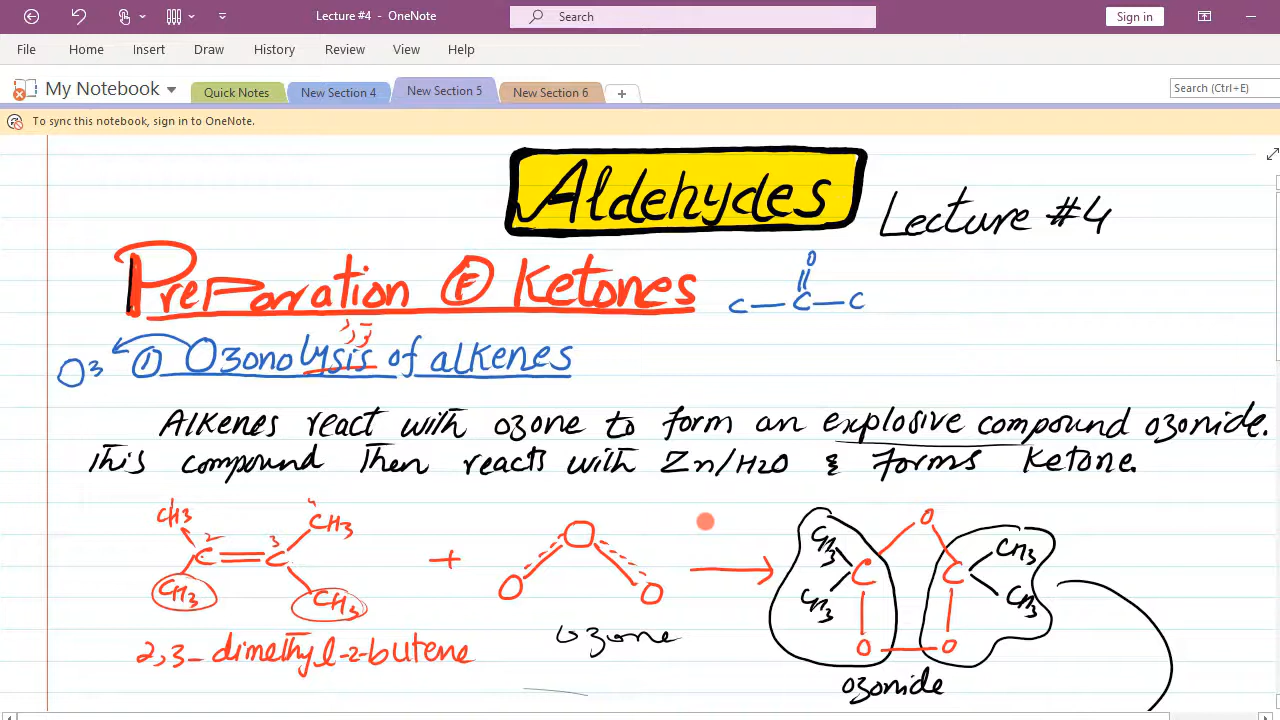 Lecture #4 - OneNote
Search
Sign in
File Home Insert Draw History Review View Help
My Notebook
Quick Notes
New Section 4
New Section 5
New Section 6
+
Search (Ctrl+E)
To sync this notebook, sign in to OneNote.
Aldehydes
Lecture #4
Preparation of Ketones
O
C — C — C
O3 ① Ozonolysis of alkenes
Alkenes react with ozone to form an explosive compound ozonide.
This compound then reacts with Zn/H2O & forms Ketone.
CH3 CH3
2 3
C = C
CH3 CH3
+
O
O O
CH3 O CH3
C C
CH3 CH3
O — O
2,3-dimethyl-2-butene
ozone
ozonide